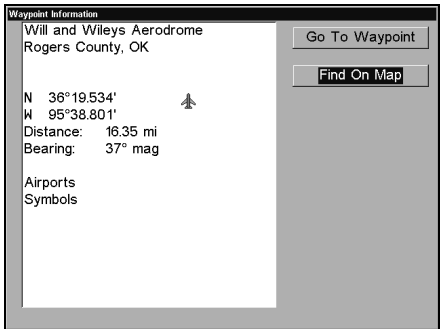 Waypoint Information
Will and Wileys Aerodrome
Rogers County, OK
N 36°19.534'
W 95°38.801'
Distance: 16.35 mi
Bearing: 37° mag
Airports
Symbols
Go To Waypoint
Find On Map